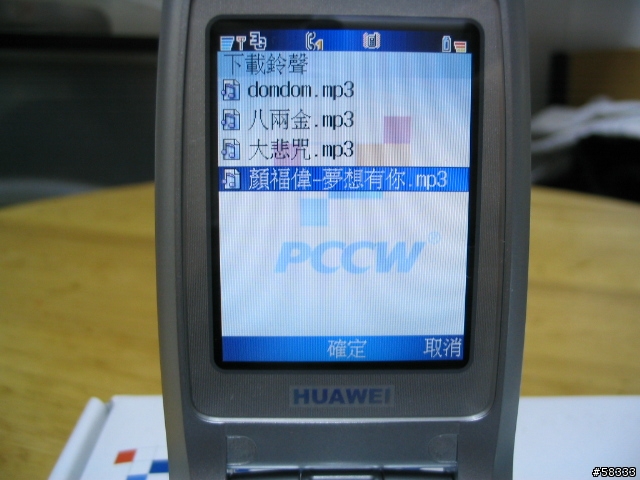 下載鈴聲
domdom.mp3
八兩金.mp3
大悲咒.mp3
顏福偉-夢想有你.mp3
PCCW®
確定 取消
HUAWEI
#58333